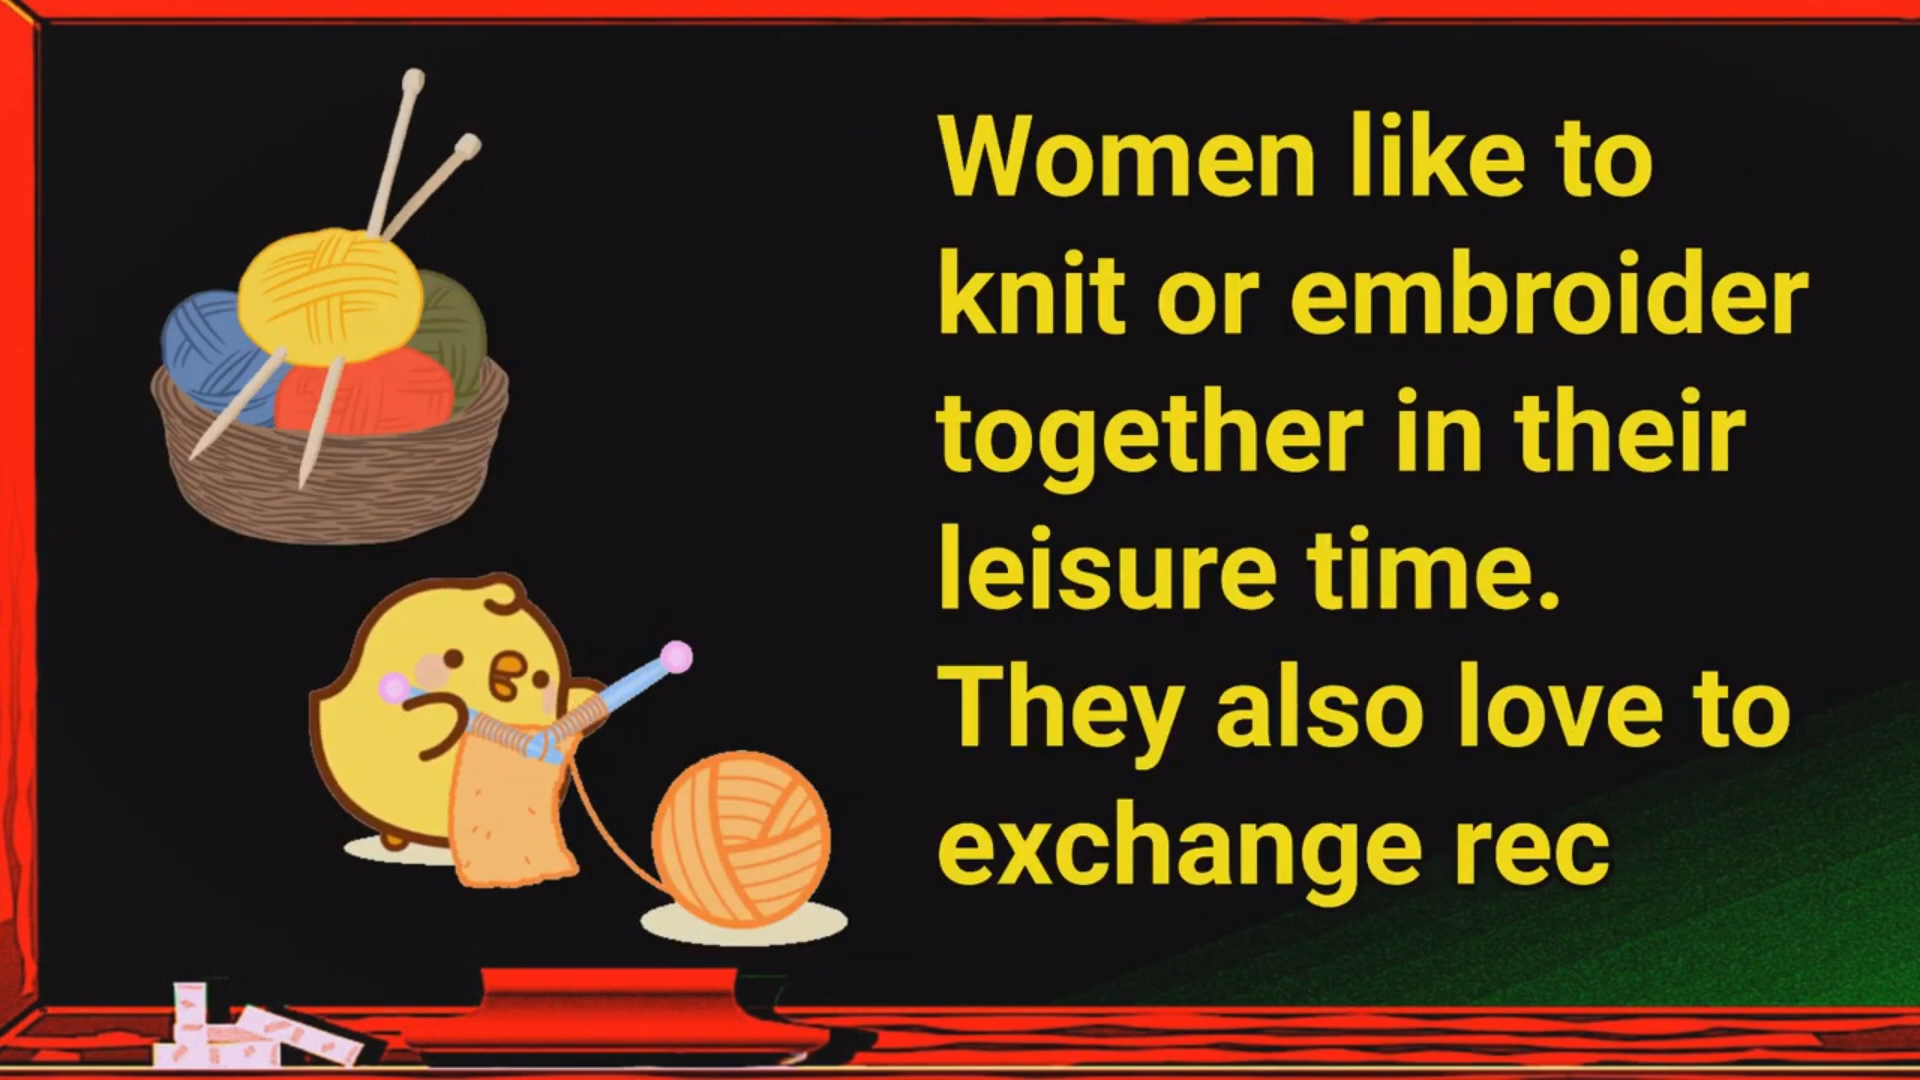 Women like to
knit or embroider
together in their
leisure time.
They also love to
exchange rec